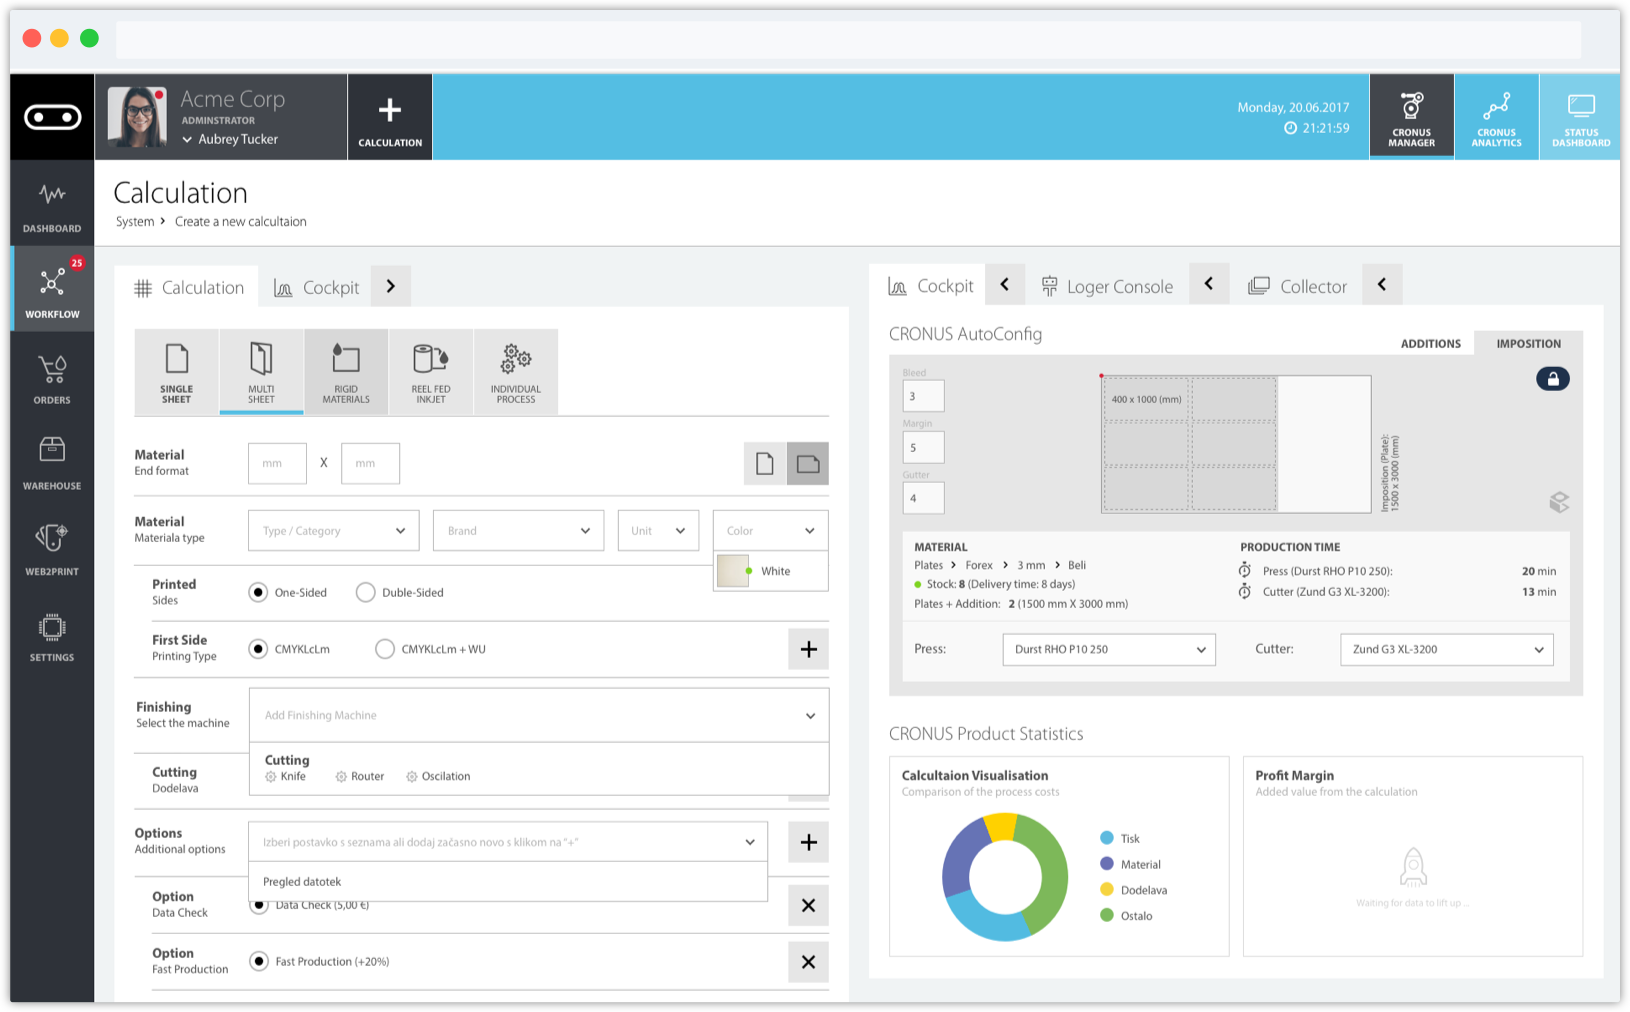 Acme Corp
ADMINSTRATOR
Aubrey Tucker
CALCULATION
Monday, 20.06.2017
21:21:59
CRONUS
MANAGER
CRONUS
ANALYTICS
STATUS
DASHBOARD
DASHBOARD
25
WORKFLOW
ORDERS
WAREHOUSE
WEB2PRINT
SETTINGS
Calculation
System > Create a new calcultaion
Calculation
Cockpit
SINGLE
SHEET
MULTI
SHEET
RIGID
MATERIALS
REEL FED
INKJET
INDIVIDUAL
PROCESS
Material
End format
mm X mm
Material
Materiala type
Type / Category
Brand
Unit
Color
White
Printed
Sides
One-Sided
Duble-Sided
First Side
Printing Type
CMYKLcLm
CMYKLcLm + WU
Finishing
Select the machine
Add Finishing Machine
Cutting
Knife
Router
Oscilation
Cutting
Dodelava
Options
Additional options
Izberi postavko s seznama ali dodaj začasno novo s klikom na "+"
Pregled datotek
Option
Data Check
Data Check (5,00 €)
Option
Fast Production
Fast Production (+20%)
Cockpit
Loger Console
Collector
CRONUS AutoConfig
ADDITIONS
IMPOSITION
Bleed
3
Margin
5
Gutter
4
400 x 1000 (mm)
Imposition (Plate):
1500 x 3000 (mm)
MATERIAL
Plates > Forex > 3 mm > Beli
Stock: 8 (Delivery time: 8 days)
Plates + Addition: 2 (1500 mm X 3000 mm)
PRODUCTION TIME
Press (Durst RHO P10 250): 20 min
Cutter (Zund G3 XL-3200): 13 min
Press: Durst RHO P10 250
Cutter: Zund G3 XL-3200
CRONUS Product Statistics
Calcultaion Visualisation
Comparison of the process costs
Tisk
Material
Dodelava
Ostalo
Profit Margin
Added value from the calculation
Waiting for data to lift up ..